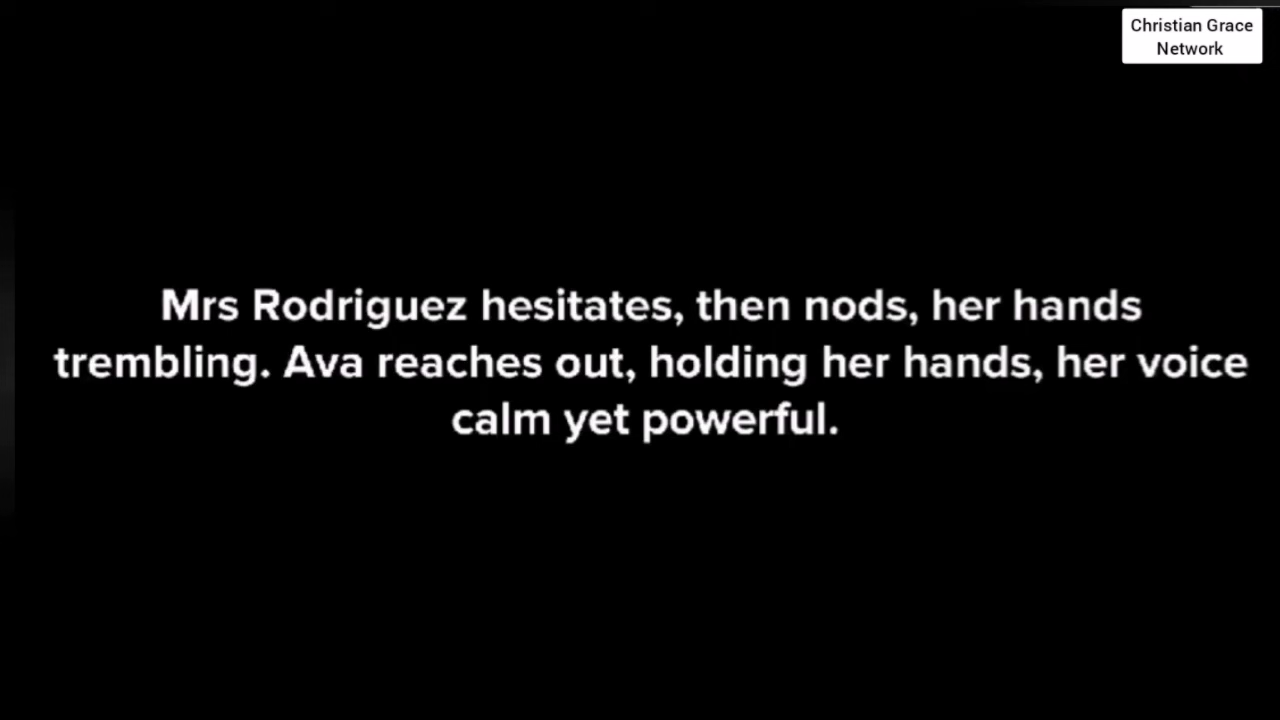 Christian Grace
Network
Mrs Rodriguez hesitates, then nods, her hands
trembling. Ava reaches out, holding her hands, her voice
calm yet powerful.